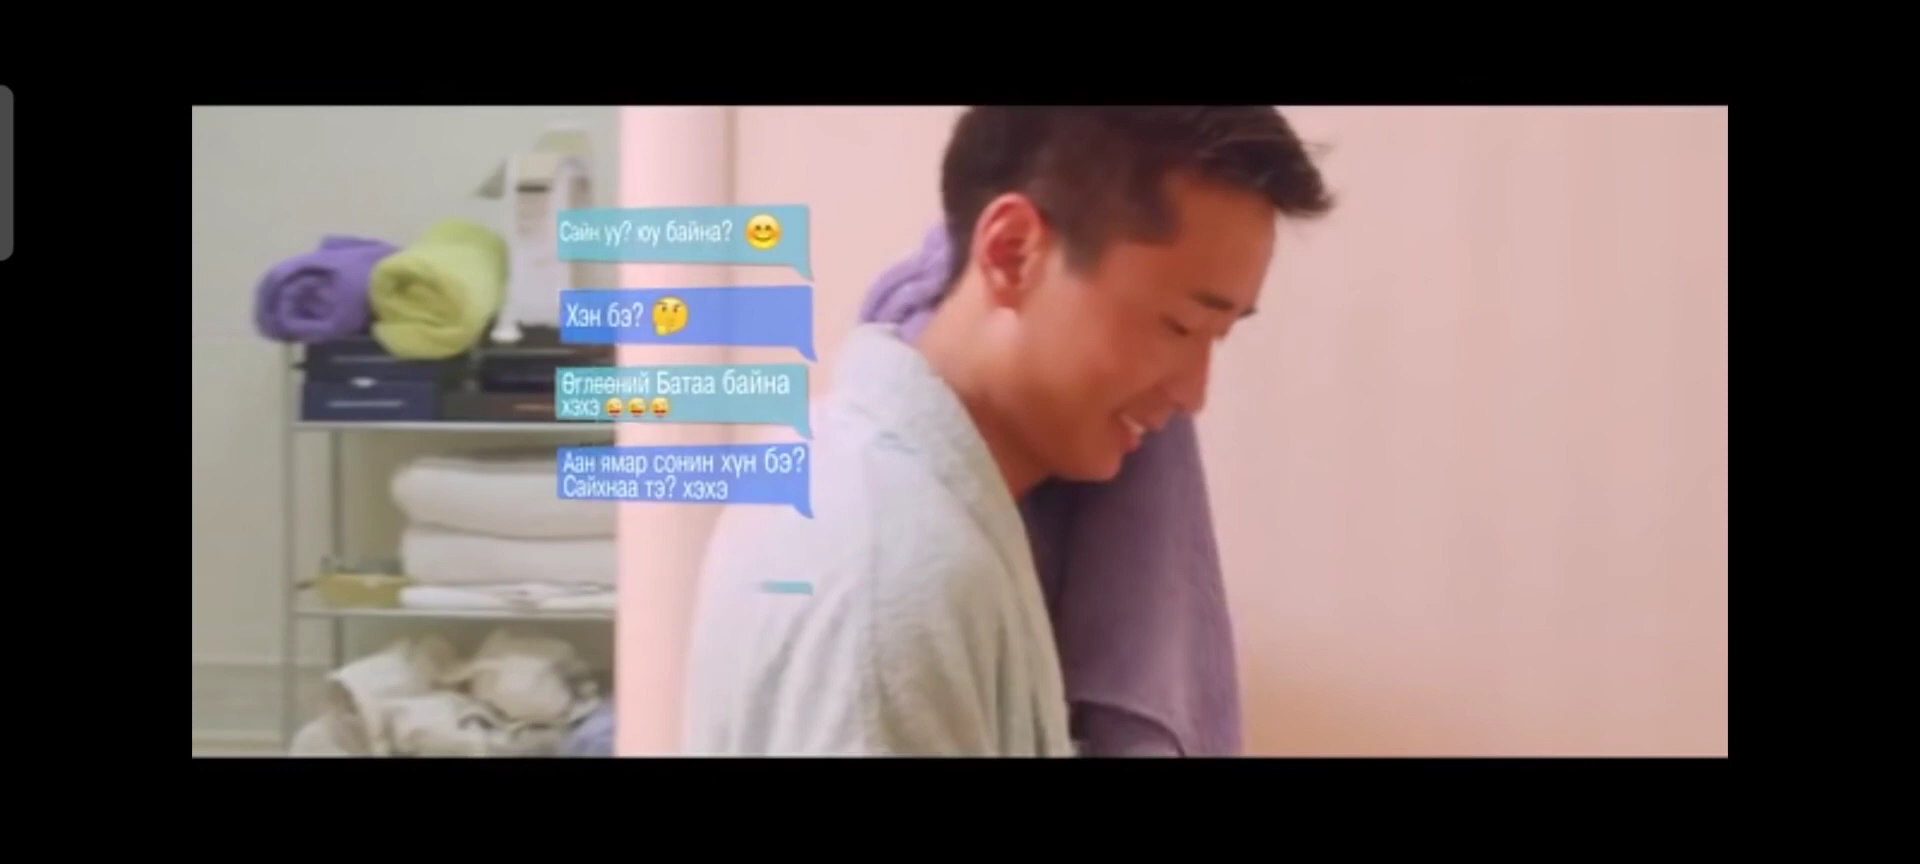 Сайн уу? юу байна? 😊
Хэн бэ? 🤔
Өглөөний Батаа байна
хэхэ 😜😜😜
Аан ямар сонин хүн бэ?
Сайхнаа тэ? хэхэ